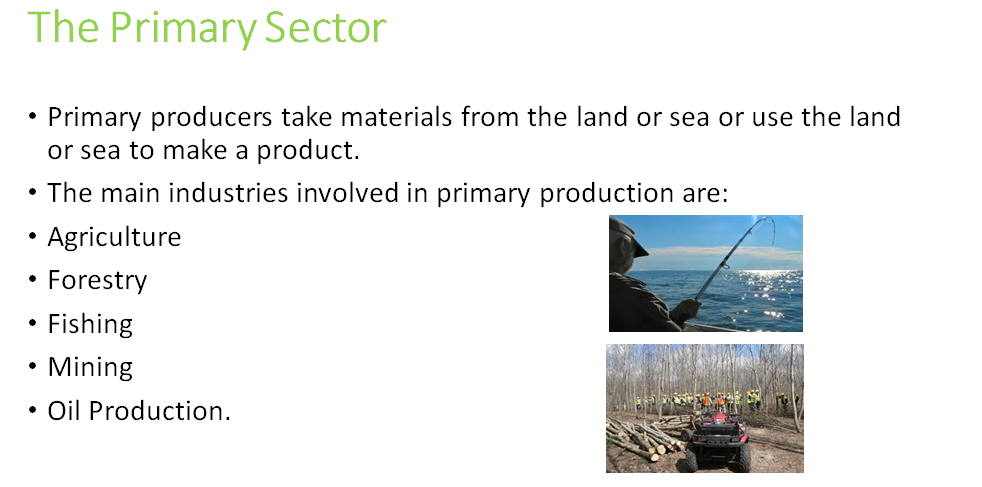 The Primary Sector
• Primary producers take materials from the land or sea or use the land
or sea to make a product.
• The main industries involved in primary production are:
• Agriculture
• Forestry
• Fishing
• Mining
• Oil Production.